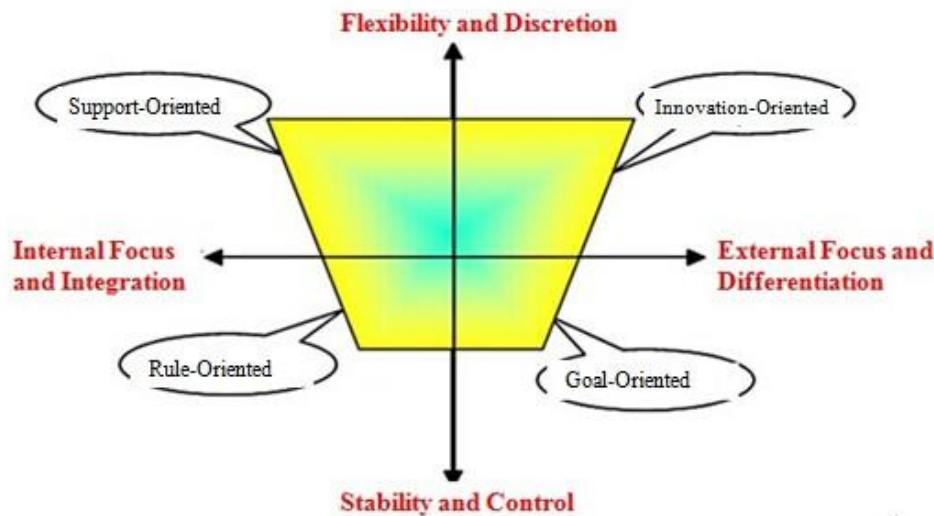 Flexibility and Discretion
Support-Oriented
Innovation-Oriented
Internal Focus
and Integration
External Focus and
Differentiation
Rule-Oriented
Goal-Oriented
Stability and Control